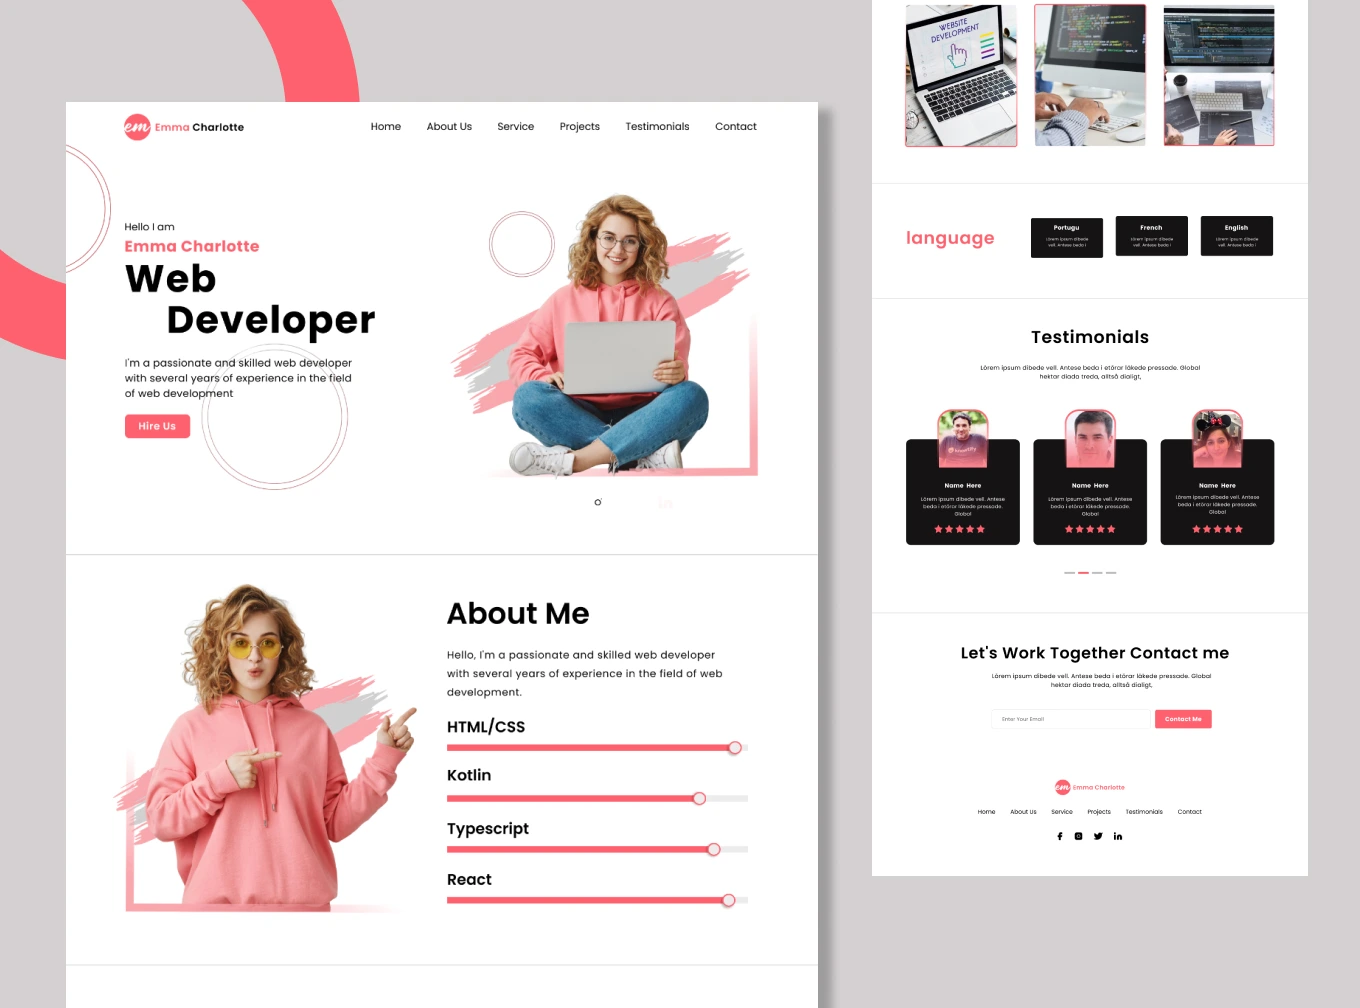 em Emma Charlotte
Home About Us Service Projects Testimonials Contact
Hello I am
Emma Charlotte
Web
Developer
I'm a passionate and skilled web developer
with several years of experience in the field
of web development
Hire Us
in
About Me
Hello, I'm a passionate and skilled web developer
with several years of experience in the field of web
development.
HTML/CSS
Kotlin
Typescript
React
WEBSITE
DEVELOPMENT
language
Portugu
Lörem ipsum dibede
vell. Antese beda i
French
Lörem ipsum dibede
vell. Antese beda i
English
Lörem ipsum dibede
vell. Antese beda i
Testimonials
Lörem ipsum dibede vell. Antese beda i etörar läkede pressade. Global
hektar diada treda, alltså dialigt,
Name Here
Lörem ipsum dibede vell. Antese
beda i etörar läkede pressade.
Global
Name Here
Lörem ipsum dibede vell. Antese
beda i etörar läkede pressade.
Global
Name Here
Lörem ipsum dibede vell. Antese
beda i etörar läkede pressade.
Global
Let's Work Together Contact me
Lörem ipsum dibede vell. Antese beda i etörar läkede pressade. Global
hektar diada treda, alltså dialigt,
Enter Your Email
Contact Me
em Emma Charlotte
Home About Us Service Projects Testimonials Contact